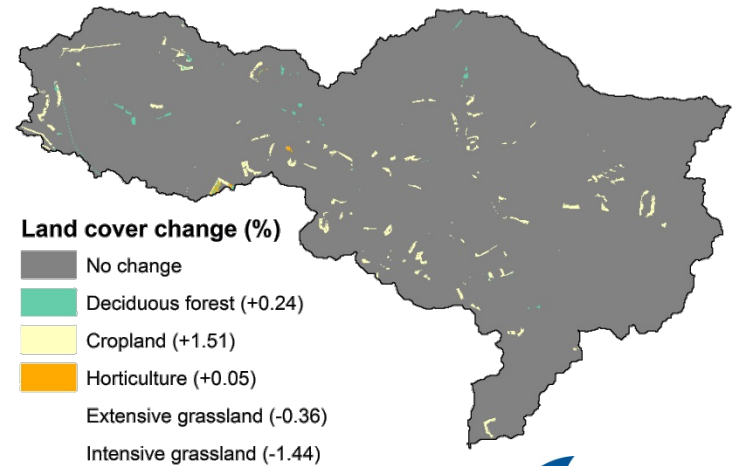 Land cover change (%)
No change
Deciduous forest (+0.24)
Cropland (+1.51)
Horticulture (+0.05)
Extensive grassland (-0.36)
Intensive grassland (-1.44)